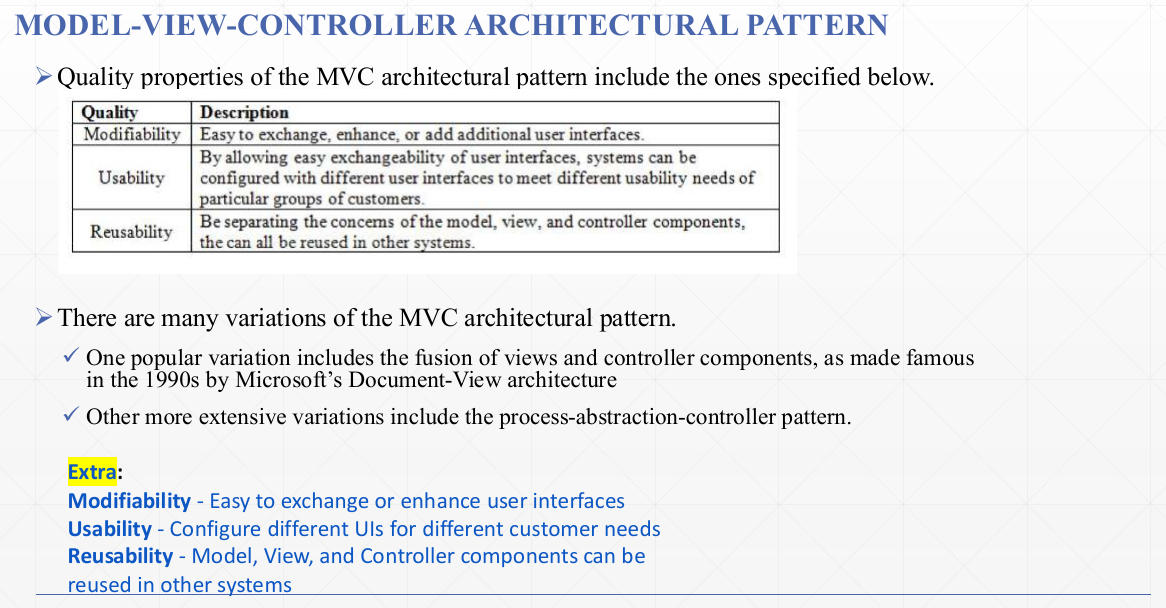 MODEL-VIEW-CONTROLLER ARCHITECTURAL PATTERN
Quality properties of the MVC architectural pattern include the ones specified below.
Quality Description
Modifiability Easy to exchange, enhance, or add additional user interfaces.
Usability By allowing easy exchangeability of user interfaces, systems can be
configured with different user interfaces to meet different usability needs of
particular groups of customers.
Reusability Be separating the concerns of the model, view, and controller components,
the can all be reused in other systems.
There are many variations of the MVC architectural pattern.
One popular variation includes the fusion of views and controller components, as made famous
in the 1990s by Microsoft’s Document-View architecture
Other more extensive variations include the process-abstraction-controller pattern.
Extra:
Modifiability - Easy to exchange or enhance user interfaces
Usability - Configure different UIs for different customer needs
Reusability - Model, View, and Controller components can be
reused in other systems